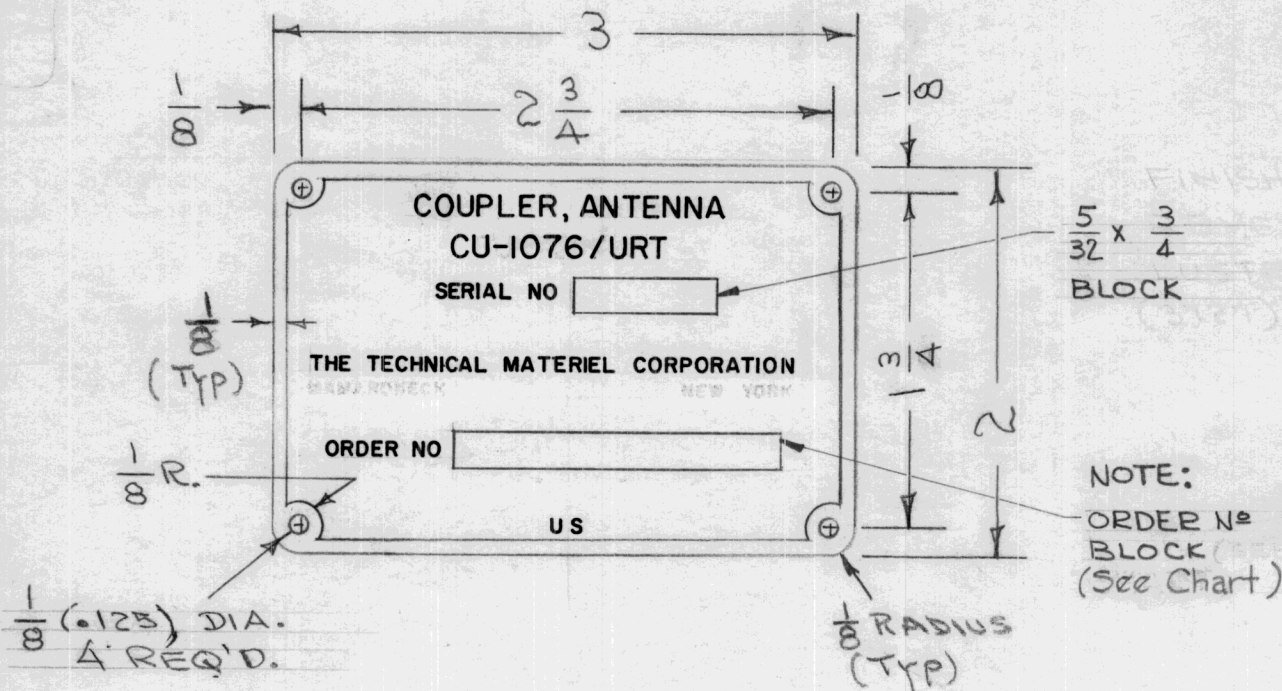 3
1/8
2 3/4
1/8
COUPLER, ANTENNA
CU-1076/URT
SERIAL NO
5/32 x 3/4
BLOCK
1/8
(TYP)
THE TECHNICAL MATERIEL CORPORATION
MAMARONECK NEW YORK
1 3/4
2
ORDER NO
1/8 R.
US
NOTE:
ORDER Nº
BLOCK
(See Chart)
1/8 (.125) DIA.
4 REQ'D.
1/8 RADIUS
(TYP)